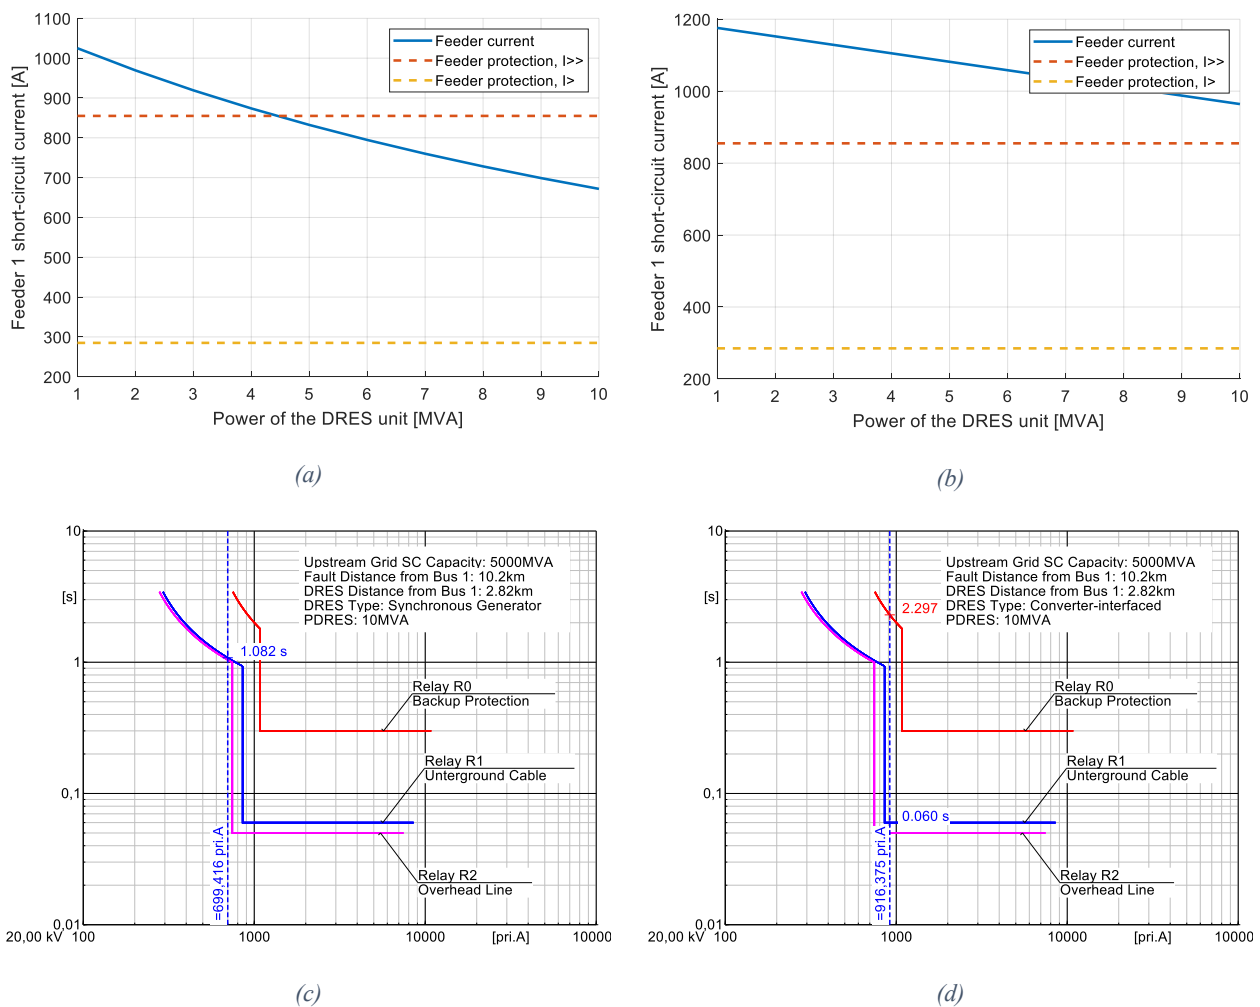 1100
1000
900
800
700
600
500
400
300
200
1 2 3 4 5 6 7 8 9 10
Feeder 1 short-circuit current [A]
Power of the DRES unit [MVA]
Feeder current
Feeder protection, I>>
Feeder protection, I>
(a)
1200
1000
800
600
400
200
1 2 3 4 5 6 7 8 9 10
Feeder 1 short-circuit current [A]
Power of the DRES unit [MVA]
Feeder current
Feeder protection, I>>
Feeder protection, I>
(b)
10
[s]
1
0,1
0,01
20,00 kV 100 1000 10000 [pri.A] 10000
Upstream Grid SC Capacity: 5000MVA
Fault Distance from Bus 1: 10.2km
DRES Distance from Bus 1: 2.82km
DRES Type: Synchronous Generator
PDRES: 10MVA
1.082 s
Relay R0
Backup Protection
Relay R1
Unterground Cable
Relay R2
Overhead Line
=699,416 pri.A
(c)
10
[s]
1
0,1
0,01
20,00 kV 100 1000 10000 [pri.A] 10000
Upstream Grid SC Capacity: 5000MVA
Fault Distance from Bus 1: 10.2km
DRES Distance from Bus 1: 2.82km
DRES Type: Converter-interfaced
PDRES: 10MVA
2.297
Relay R0
Backup Protection
Relay R1
Unterground Cable
0.060 s
Relay R2
Overhead Line
=916,375 pri.A
(d)